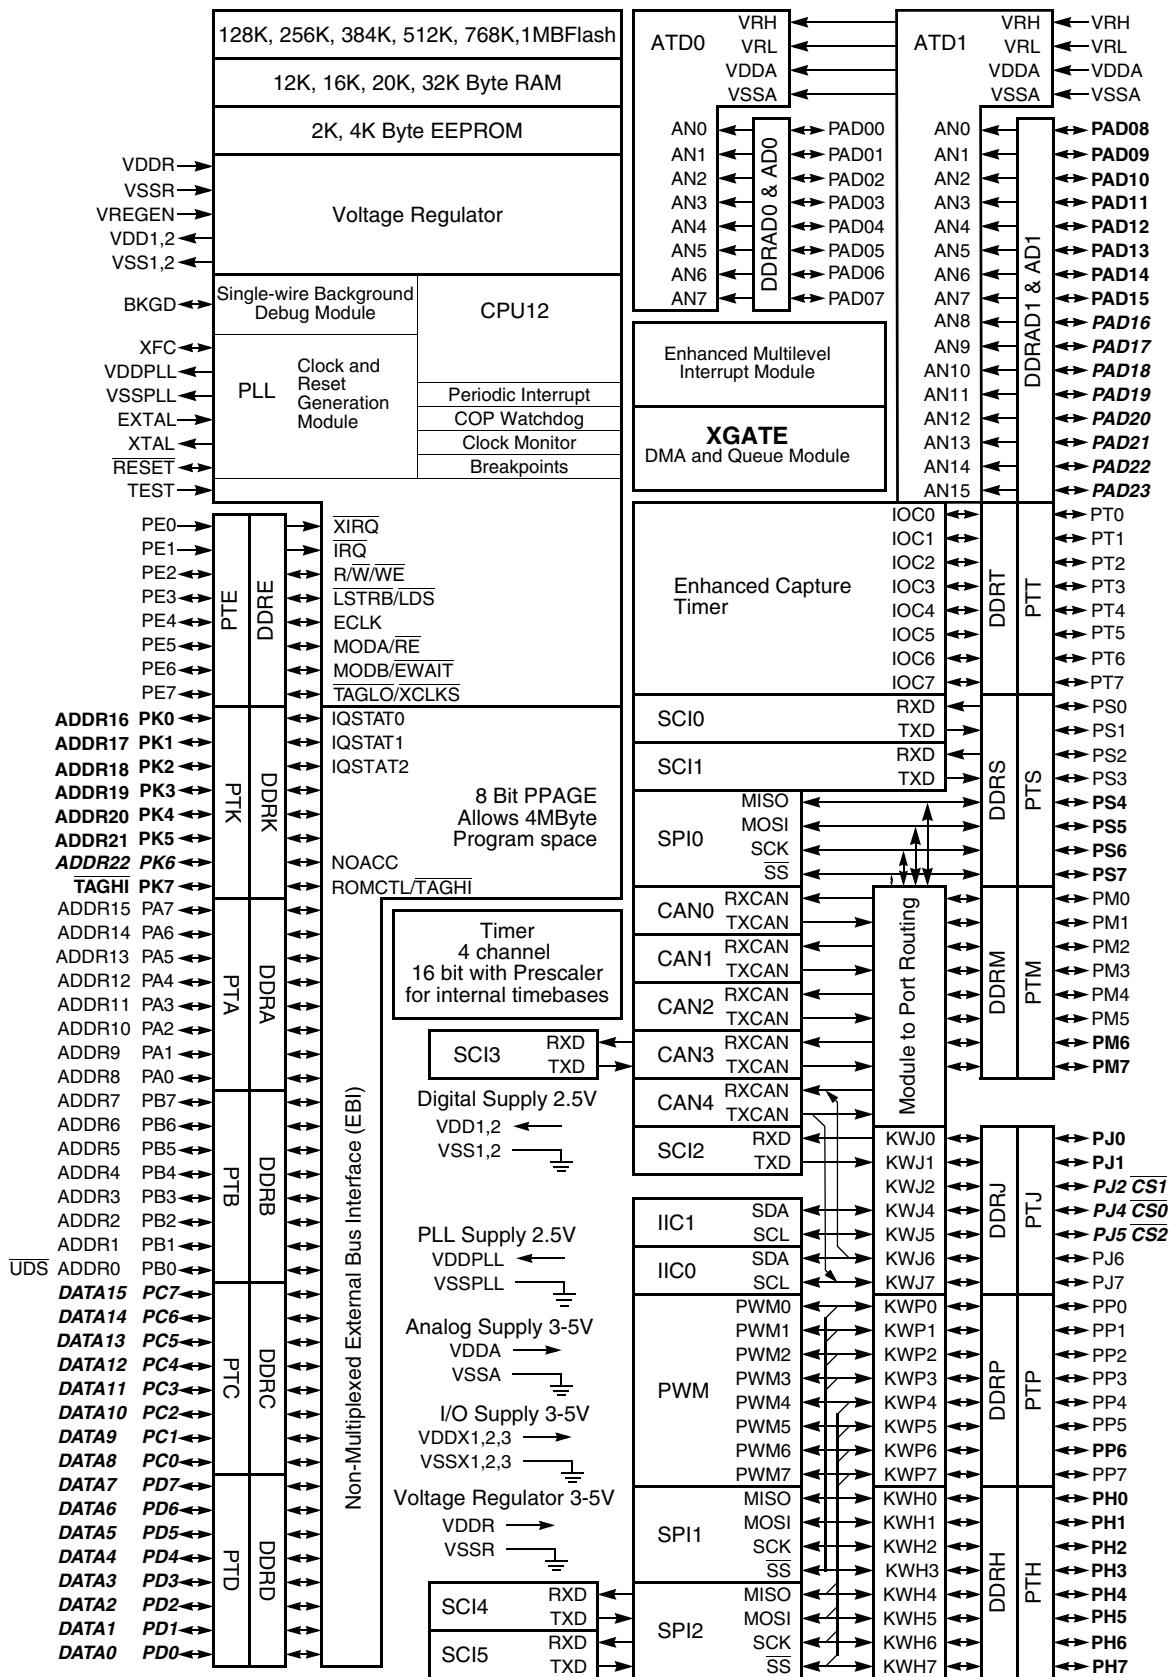 128K, 256K, 384K, 512K, 768K,1MBFlash
12K, 16K, 20K, 32K Byte RAM
2K, 4K Byte EEPROM
VDDR
VSSR
VREGEN
VDD1,2
VSS1,2
Voltage Regulator
BKGD
Single-wire Background
Debug Module
CPU12
XFC
VDDPLL
VSSPLL
EXTAL
XTAL
RESET
TEST
PLL
Clock and
Reset
Generation
Module
Periodic Interrupt
COP Watchdog
Clock Monitor
Breakpoints
PE0 XIRQ
PE1 IRQ
PE2 R/W/WE
PE3 LSTRB/LDS
PE4 ECLK
PE5 MODA/RE
PE6 MODB/EWAIT
PE7 TAGLO/XCLKS
PTE DDRE
ADDR16 PK0 IQSTAT0
ADDR17 PK1 IQSTAT1
ADDR18 PK2 IQSTAT2
ADDR19 PK3
ADDR20 PK4
ADDR21 PK5
ADDR22 PK6 NOACC
TAGHI PK7 ROMCTL/TAGHI
PTK DDRK
8 Bit PPAGE
Allows 4MByte
Program space
ADDR15 PA7
ADDR14 PA6
ADDR13 PA5
ADDR12 PA4
ADDR11 PA3
ADDR10 PA2
ADDR9 PA1
ADDR8 PA0
PTA DDRA
ADDR7 PB7
ADDR6 PB6
ADDR5 PB5
ADDR4 PB4
ADDR3 PB3
ADDR2 PB2
ADDR1 PB1
UDS ADDR0 PB0
PTB DDRB
DATA15 PC7
DATA14 PC6
DATA13 PC5
DATA12 PC4
DATA11 PC3
DATA10 PC2
DATA9 PC1
DATA8 PC0
PTC DDRC
DATA7 PD7
DATA6 PD6
DATA5 PD5
DATA4 PD4
DATA3 PD3
DATA2 PD2
DATA1 PD1
DATA0 PD0
PTD DDRD
Non-Multiplexed External Bus Interface (EBI)
Timer
4 channel
16 bit with Prescaler
for internal timebases
SCI3 RXD
TXD
Digital Supply 2.5V
VDD1,2
VSS1,2
PLL Supply 2.5V
VDDPLL
VSSPLL
Analog Supply 3-5V
VDDA
VSSA
I/O Supply 3-5V
VDDX1,2,3
VSSX1,2,3
Voltage Regulator 3-5V
VDDR
VSSR
SCI4 RXD
TXD
SCI5 RXD
TXD
ATD0
VRH
VRL
VDDA
VSSA
AN0 PAD00
AN1 PAD01
AN2 PAD02
AN3 PAD03
AN4 PAD04
AN5 PAD05
AN6 PAD06
AN7 PAD07
DDRAD0 & AD0
ATD1
VRH VRH
VRL VRL
VDDA VDDA
VSSA VSSA
AN0 PAD08
AN1 PAD09
AN2 PAD10
AN3 PAD11
AN4 PAD12
AN5 PAD13
AN6 PAD14
AN7 PAD15
AN8 PAD16
AN9 PAD17
AN10 PAD18
AN11 PAD19
AN12 PAD20
AN13 PAD21
AN14 PAD22
AN15 PAD23
DDRAD1 & AD1
Enhanced Multilevel
Interrupt Module
XGATE
DMA and Queue Module
Enhanced Capture
Timer
IOC0 PT0
IOC1 PT1
IOC2 PT2
IOC3 PT3
IOC4 PT4
IOC5 PT5
IOC6 PT6
IOC7 PT7
DDRT PTT
SCI0 RXD PS0
TXD PS1
SCI1 RXD PS2
TXD PS3
SPI0
MISO PS4
MOSI PS5
SCK PS6
SS PS7
DDRS PTS
CAN0 RXCAN PM0
TXCAN PM1
CAN1 RXCAN PM2
TXCAN PM3
CAN2 RXCAN PM4
TXCAN PM5
CAN3 RXCAN PM6
TXCAN PM7
DDRM PTM
CAN4 RXCAN
TXCAN
Module to Port Routing
SCI2 RXD KWJ0 PJ0
TXD KWJ1 PJ1
KWJ2 PJ2 CS1
IIC1 SDA KWJ4 PJ4 CS0
SCL KWJ5 PJ5 CS2
IIC0 SDA KWJ6 PJ6
SCL KWJ7 PJ7
DDRJ PTJ
PWM
PWM0 KWP0 PP0
PWM1 KWP1 PP1
PWM2 KWP2 PP2
PWM3 KWP3 PP3
PWM4 KWP4 PP4
PWM5 KWP5 PP5
PWM6 KWP6 PP6
PWM7 KWP7 PP7
DDRP PTP
SPI1
MISO KWH0 PH0
MOSI KWH1 PH1
SCK KWH2 PH2
SS KWH3 PH3
SPI2
MISO KWH4 PH4
MOSI KWH5 PH5
SCK KWH6 PH6
SS KWH7 PH7
DDRH PTH